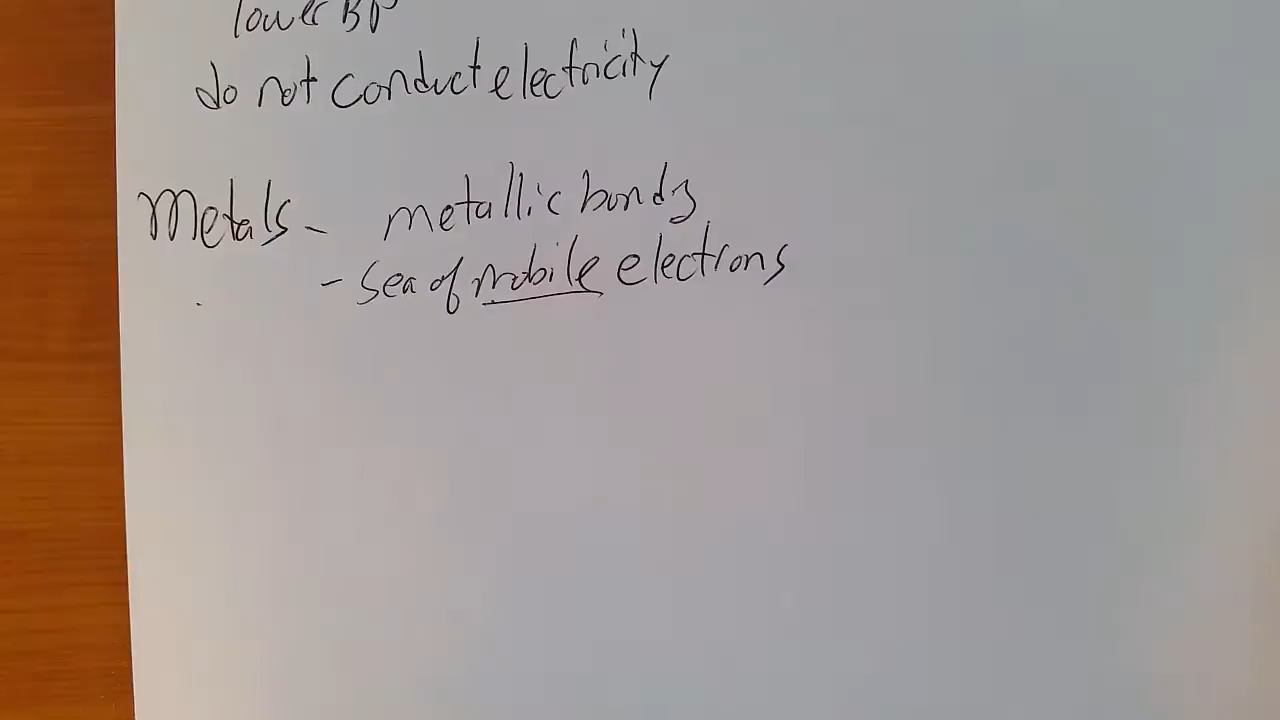 lower BP
do not conduct electricity
Metals - metallic bonds
- Sea of mobile electrons